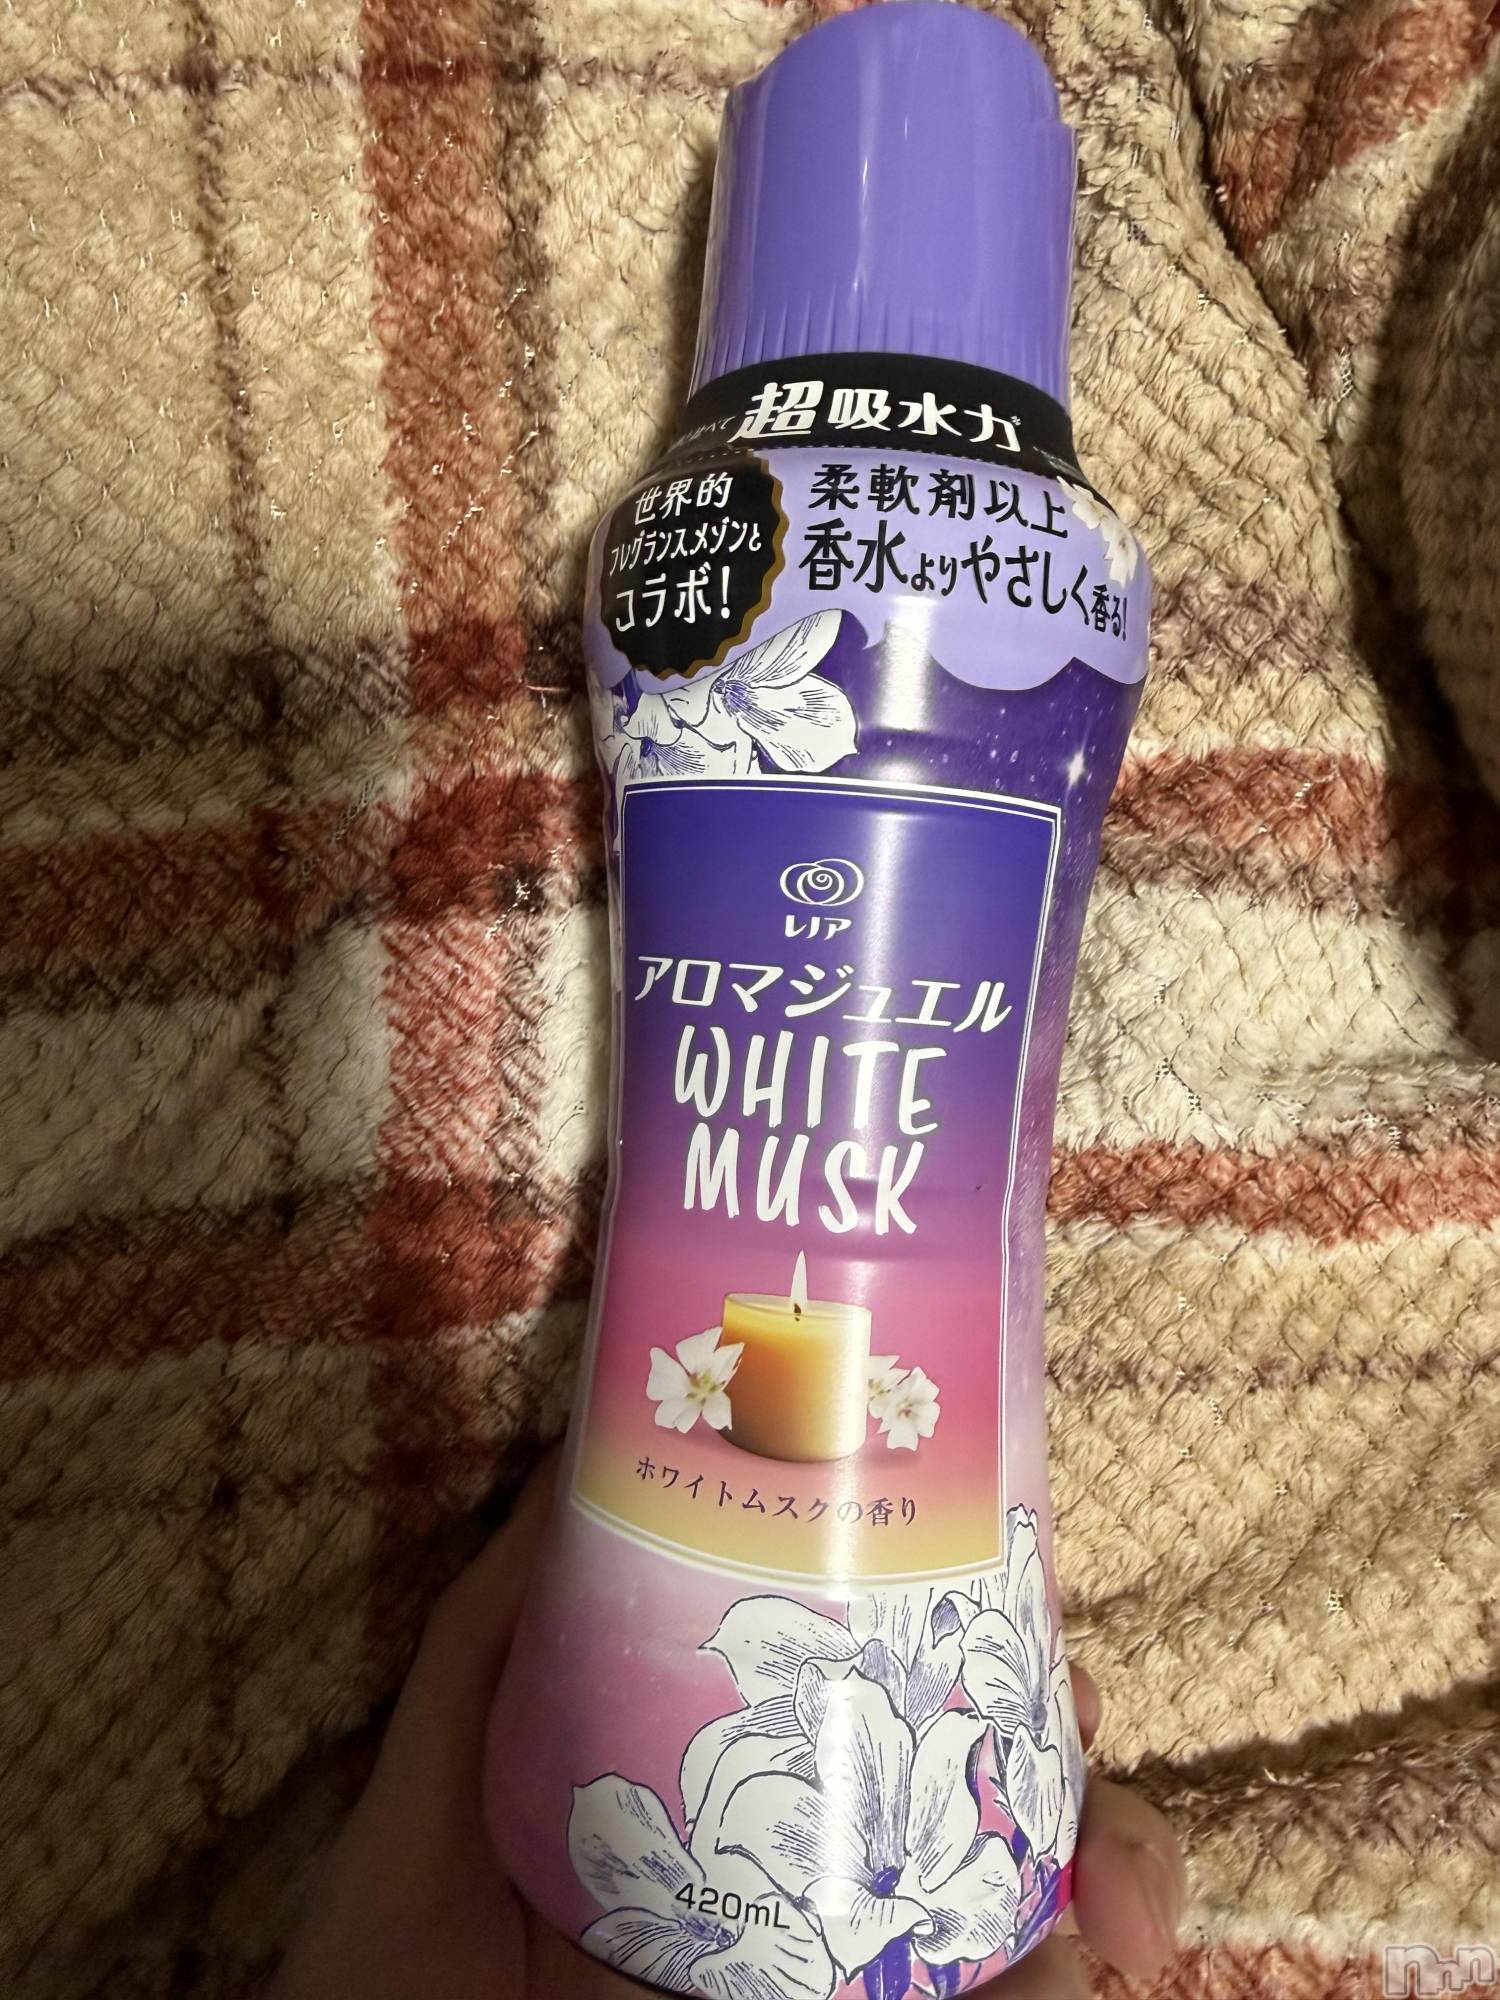 べて超吸水力
世界的
フレグランスメゾンと
コラボ!
柔軟剤以上
香水よりやさしく香る!
レノア
アロマジュエル
WHITE
MUSK
ホワイトムスクの香り
420mL